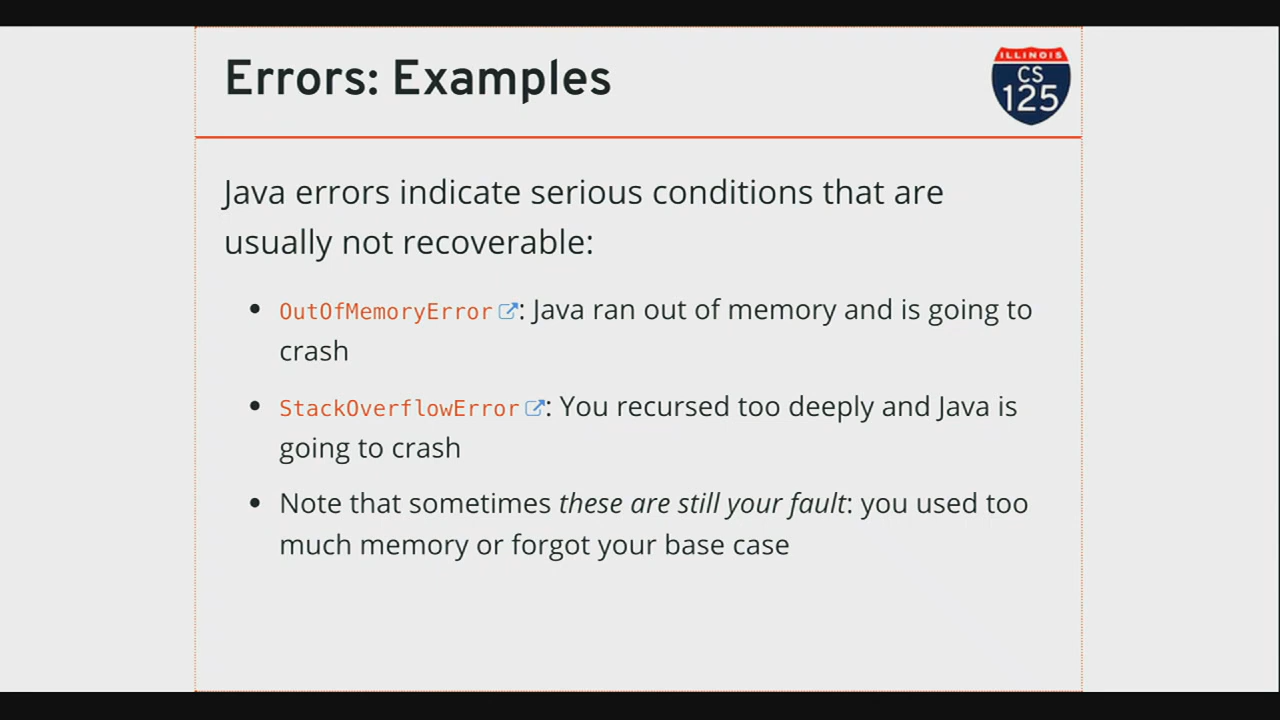 Errors: Examples
ILLINOIS
CS
125
Java errors indicate serious conditions that are
usually not recoverable:
• OutOfMemoryError: Java ran out of memory and is going to
crash
• StackOverflowError: You recursed too deeply and Java is
going to crash
• Note that sometimes these are still your fault: you used too
much memory or forgot your base case